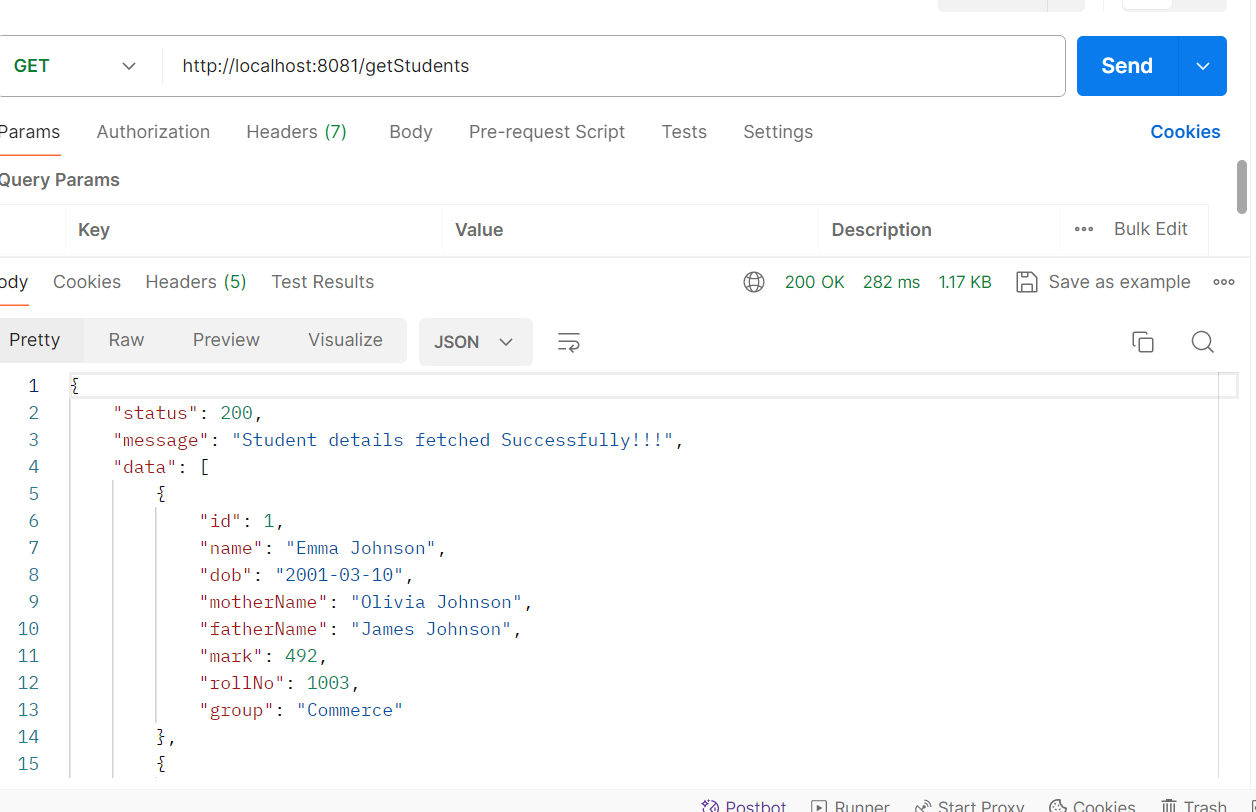 GET
http://localhost:8081/getStudents
Send
Params Authorization Headers (7) Body Pre-request Script Tests Settings Cookies
Query Params
Key Value Description ••• Bulk Edit
ody Cookies Headers (5) Test Results 200 OK 282 ms 1.17 KB Save as example •••
Pretty Raw Preview Visualize JSON
1 {
2 "status": 200,
3 "message": "Student details fetched Successfully!!!",
4 "data": [
5 {
6 "id": 1,
7 "name": "Emma Johnson",
8 "dob": "2001-03-10",
9 "motherName": "Olivia Johnson",
10 "fatherName": "James Johnson",
11 "mark": 492,
12 "rollNo": 1003,
13 "group": "Commerce"
14 },
15 {
Postbot Runner Start Proxy Cookies Trash